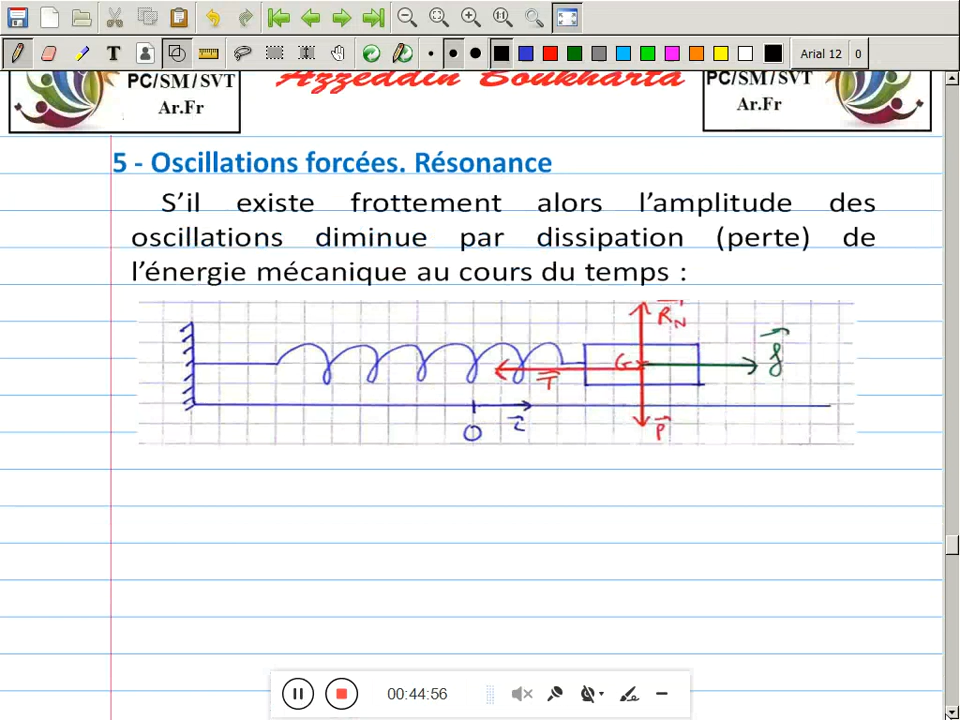 T
Arial 12
0
PC/SM/SVT
Ar.Fr
Azzeddin Boukharta
PC/SM/SVT
Ar.Fr
5 - Oscillations forcées. Résonance
S’il existe frottement alors l’amplitude des
oscillations diminue par dissipation (perte) de
l’énergie mécanique au cours du temps :
R_N
f
G
T
O
i
P
00:44:56